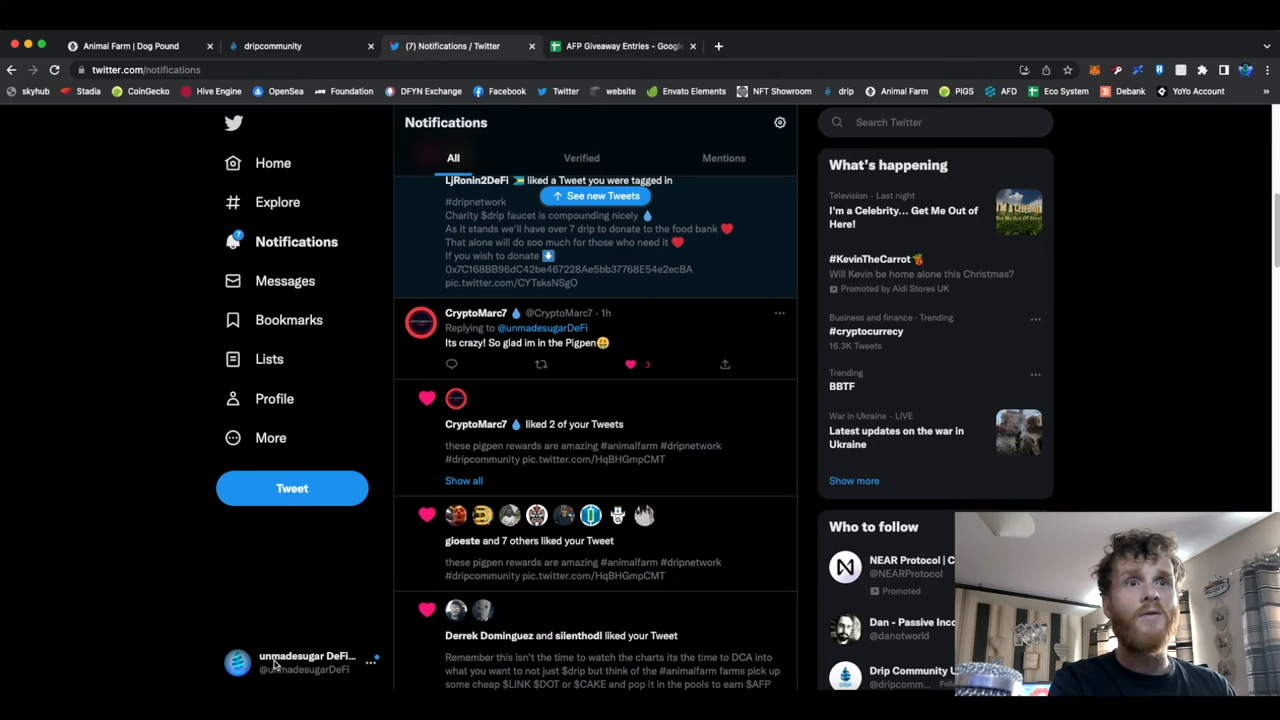 Animal Farm | Dog Pound
dripcommunity
(7) Notifications / Twitter
AFP Giveaway Entries - Google
twitter.com/notifications
skyhub
Stadia
CoinGecko
Hive Engine
OpenSea
Foundation
DFYN Exchange
Facebook
Twitter
website
Envato Elements
NFT Showroom
drip
Animal Farm
PIGS
AFD
Eco System
Debank
YoYo Account
Home
Explore
7
Notifications
Messages
Bookmarks
Lists
Profile
More
Tweet
unmadesugar DeFi...
@unmadesugarDeFi
Notifications
All
Verified
Mentions
LjRonin2DeFi 🇧🇸 liked a Tweet you were tagged in
↑ See new Tweets
#dripnetwork
Charity $drip faucet is compounding nicely 💧
As it stands we'll have over 7 drip to donate to the food bank ❤️
That alone will do soo much for those who need it ❤️
If you wish to donate ⬇️
0x7C168BB96dC42be467228Ae5bb37768E54e2ecBA
pic.twitter.com/CYTsksNSgO
CryptoMarc7 💧 @CryptoMarc7 · 1h
Replying to @unmadesugarDeFi
Its crazy! So glad im in the Pigpen🤑
3
CryptoMarc7 💧 liked 2 of your Tweets
these pigpen rewards are amazing #animalfarm #dripnetwork
#dripcommunity pic.twitter.com/HqBHGmpCMT
Show all
gioeste and 7 others liked your Tweet
these pigpen rewards are amazing #animalfarm #dripnetwork
#dripcommunity pic.twitter.com/HqBHGmpCMT
Derrek Dominguez and silenthodl liked your Tweet
Remember this isn't the time to watch the charts its the time to DCA into
what you want to not just $drip but think of the #animalfarm farms pick up
some cheap $LINK $DOT or $CAKE and pop it in the pools to earn $AFP
Search Twitter
What's happening
Television · Last night
I'm a Celebrity... Get Me Out of
Here!
#KevinTheCarrot🥕
Will Kevin be home alone this Christmas?
Promoted by Aldi Stores UK
Business and finance · Trending
#cryptocurrecy
16.3K Tweets
Trending
BBTF
War in Ukraine · LIVE
Latest updates on the war in
Ukraine
Show more
Who to follow
NEAR Protocol | C
@NEARProtocol
Promoted
Dan - Passive Inco
@danotworld
Drip Community U
@dripcomm...